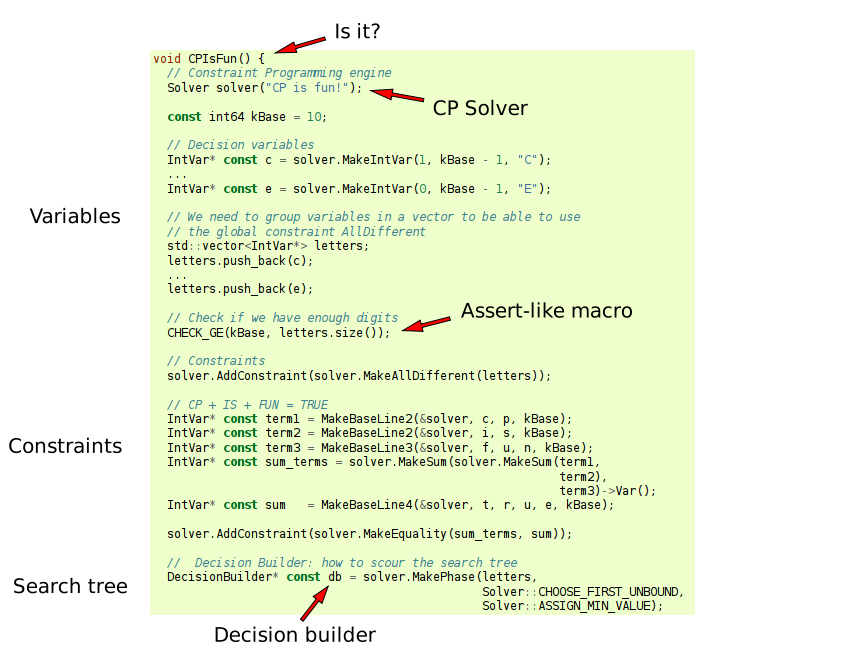 Is it?
void CPIsFun() {
// Constraint Programming engine
Solver solver("CP is fun!");
CP Solver
const int64 kBase = 10;
// Decision variables
IntVar* const c = solver.MakeIntVar(1, kBase - 1, "C");
...
IntVar* const e = solver.MakeIntVar(0, kBase - 1, "E");
Variables
// We need to group variables in a vector to be able to use
// the global constraint AllDifferent
std::vector<IntVar*> letters;
letters.push_back(c);
...
letters.push_back(e);
// Check if we have enough digits
Assert-like macro
CHECK_GE(kBase, letters.size());
// Constraints
solver.AddConstraint(solver.MakeAllDifferent(letters));
// CP + IS + FUN = TRUE
IntVar* const term1 = MakeBaseLine2(&solver, c, p, kBase);
IntVar* const term2 = MakeBaseLine2(&solver, i, s, kBase);
Constraints
IntVar* const term3 = MakeBaseLine3(&solver, f, u, n, kBase);
IntVar* const sum_terms = solver.MakeSum(solver.MakeSum(term1,
term2),
term3)->Var();
IntVar* const sum   = MakeBaseLine4(&solver, t, r, u, e, kBase);
solver.AddConstraint(solver.MakeEquality(sum_terms, sum));
//  Decision Builder: how to scour the search tree
DecisionBuilder* const db = solver.MakePhase(letters,
Search tree
Solver::CHOOSE_FIRST_UNBOUND,
Solver::ASSIGN_MIN_VALUE);
Decision builder